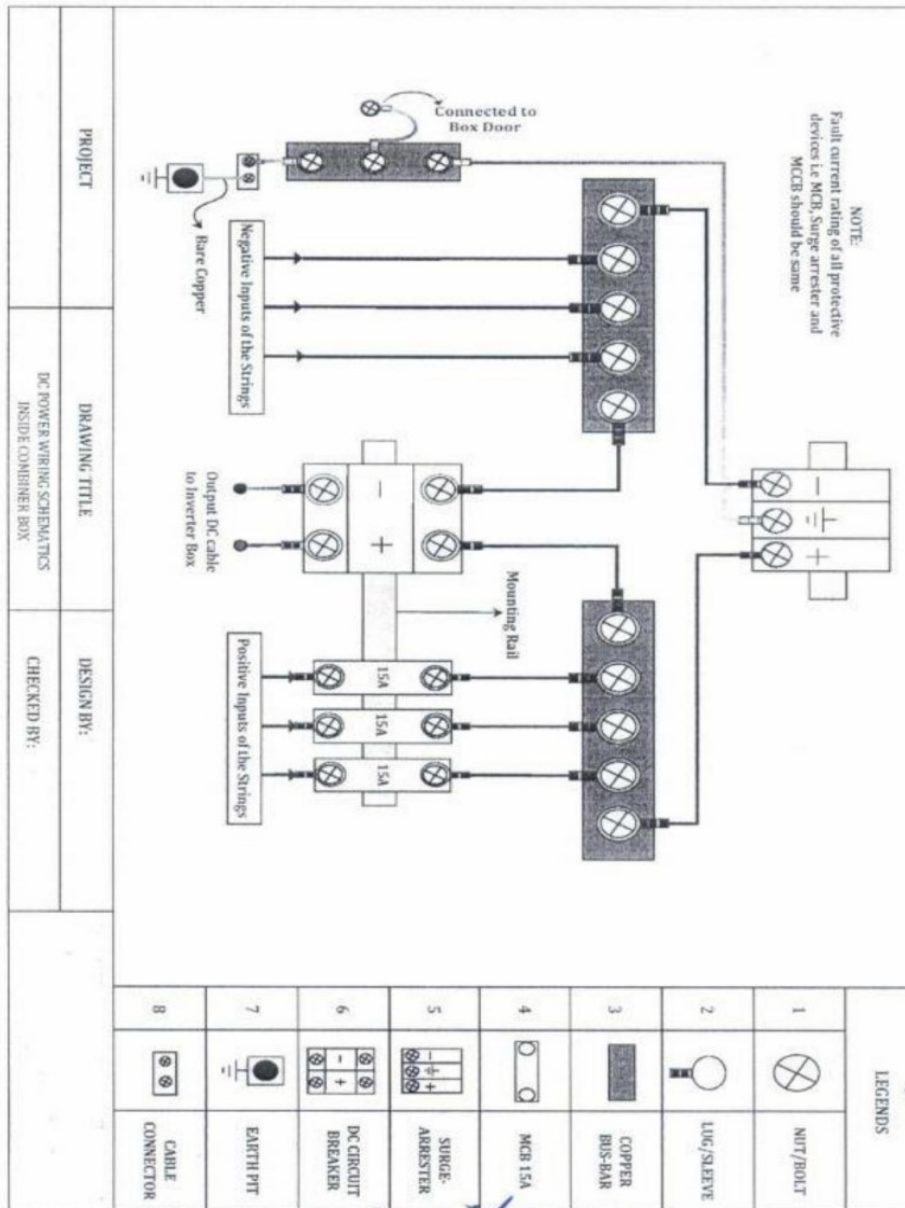 NOTE:
Fault current rating of all protective
devices i.e MCB, Surge arrester and
MCCB should be same
Connected to
Box Door
Bare Copper
Negative Inputs of the Strings
Output DC cable
to Inverter Box
Mounting Rail
Positive Inputs of the Strings
15A
15A
15A
-
+
-
+
LEGENDS
1
NUT/BOLT
2
LUG/SLEEVE
3
COPPER
BUS-BAR
4
MCB 15A
5
- +
SURGE
ARRESTER
6
- +
DC CIRCUIT
BREAKER
7
EARTH PIT
8
CABLE
CONNECTOR
PROJECT
DRAWING TITLE
DC POWER WIRING SCHEMATICS
INSIDE COMBINER BOX
DESIGN BY:
CHECKED BY: